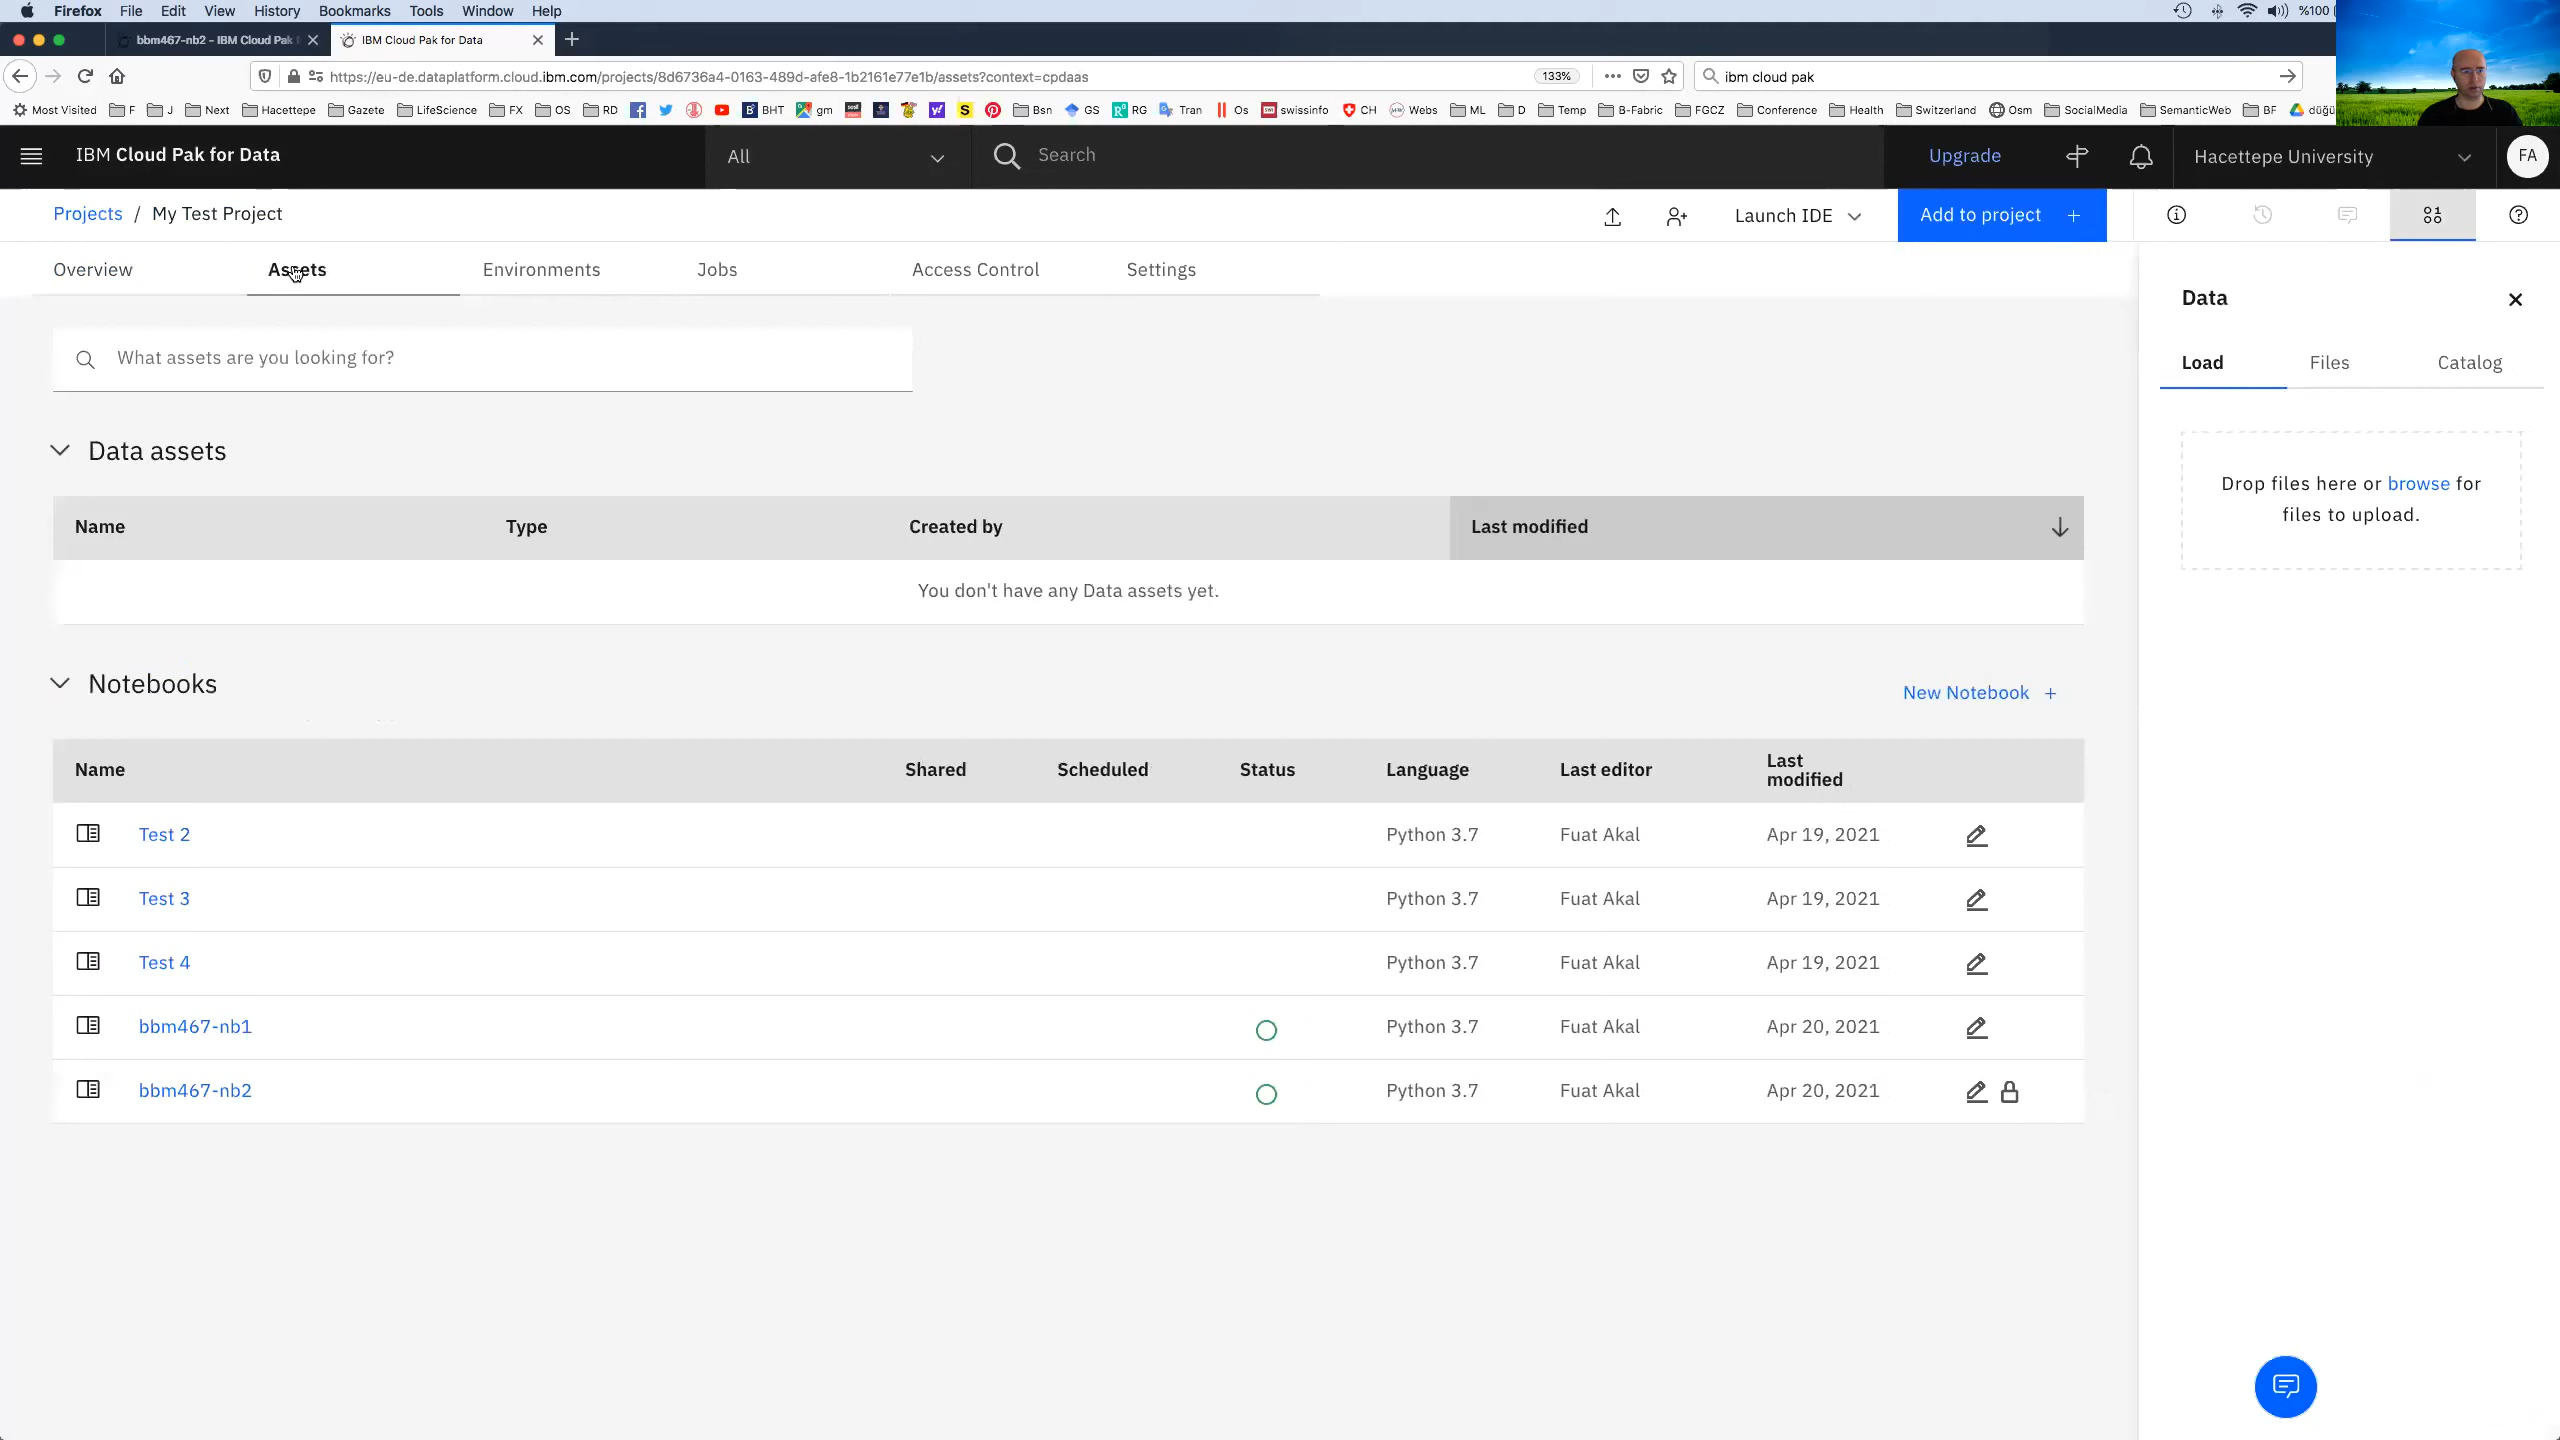 Firefox File Edit View History Bookmarks Tools Window Help %100
bbm467-nb2 - IBM Cloud Pak IBM Cloud Pak for Data
https://eu-de.dataplatform.cloud.ibm.com/projects/8d6736a4-0163-489d-afe8-1b2161e77e1b/assets?context=cpdaas 133% ibm cloud pak
Most Visited F J Next Hacettepe Gazete LifeScience FX OS RD BHT gm Bsn GS RG Tran Os swissinfo CH Webs ML D Temp B-Fabric FGCZ Conference Health Switzerland Osm SocialMedia SemanticWeb BF düğü
IBM Cloud Pak for Data All Search Upgrade Hacettepe University FA
Projects / My Test Project Launch IDE Add to project +
Overview Assets Environments Jobs Access Control Settings
Data
What assets are you looking for?
Load Files Catalog
Drop files here or browse for
files to upload.
Data assets
Name Type Created by Last modified
You don't have any Data assets yet.
Notebooks
New Notebook +
Name Shared Scheduled Status Language Last editor Last
modified
Test 2 Python 3.7 Fuat Akal Apr 19, 2021
Test 3 Python 3.7 Fuat Akal Apr 19, 2021
Test 4 Python 3.7 Fuat Akal Apr 19, 2021
bbm467-nb1 Python 3.7 Fuat Akal Apr 20, 2021
bbm467-nb2 Python 3.7 Fuat Akal Apr 20, 2021